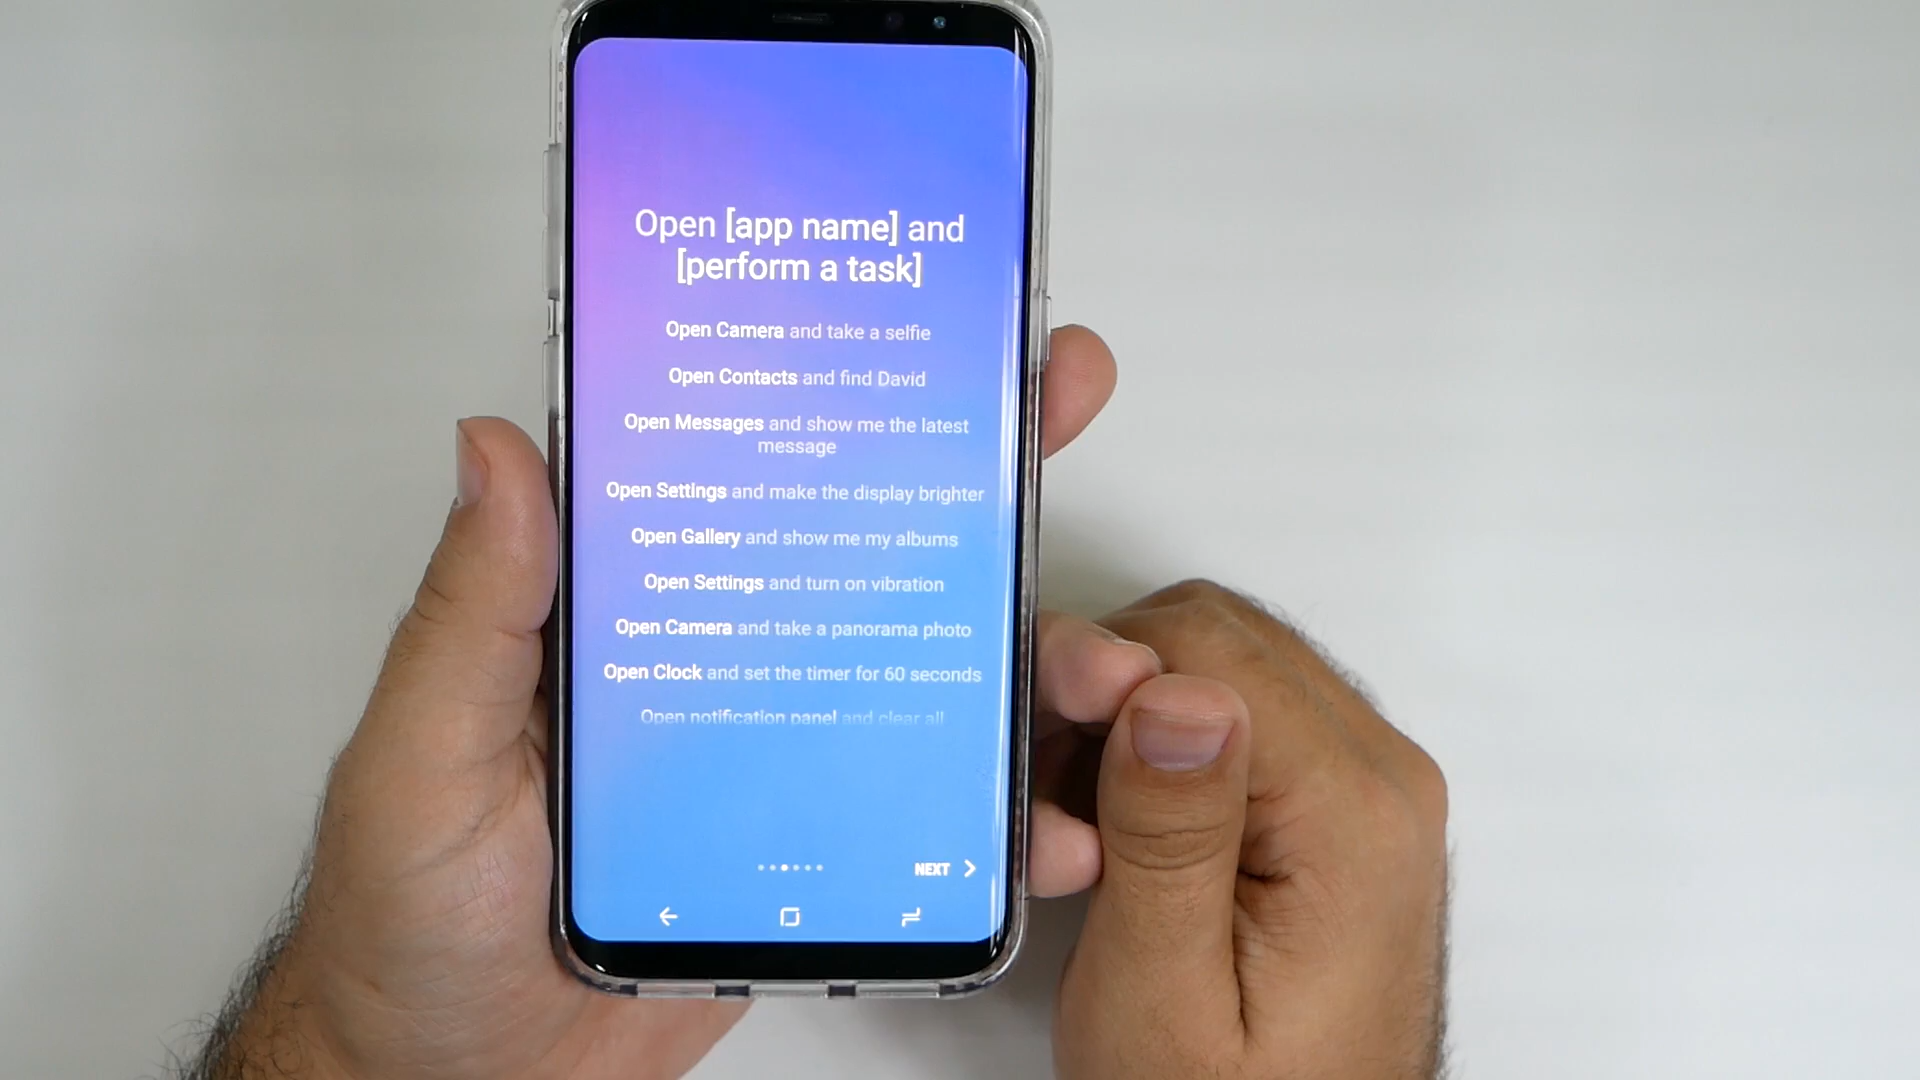 Open [app name] and
[perform a task]
Open Camera and take a selfie
Open Contacts and find David
Open Messages and show me the latest
message
Open Settings and make the display brighter
Open Gallery and show me my albums
Open Settings and turn on vibration
Open Camera and take a panorama photo
Open Clock and set the timer for 60 seconds
Open notification panel and clear all
NEXT